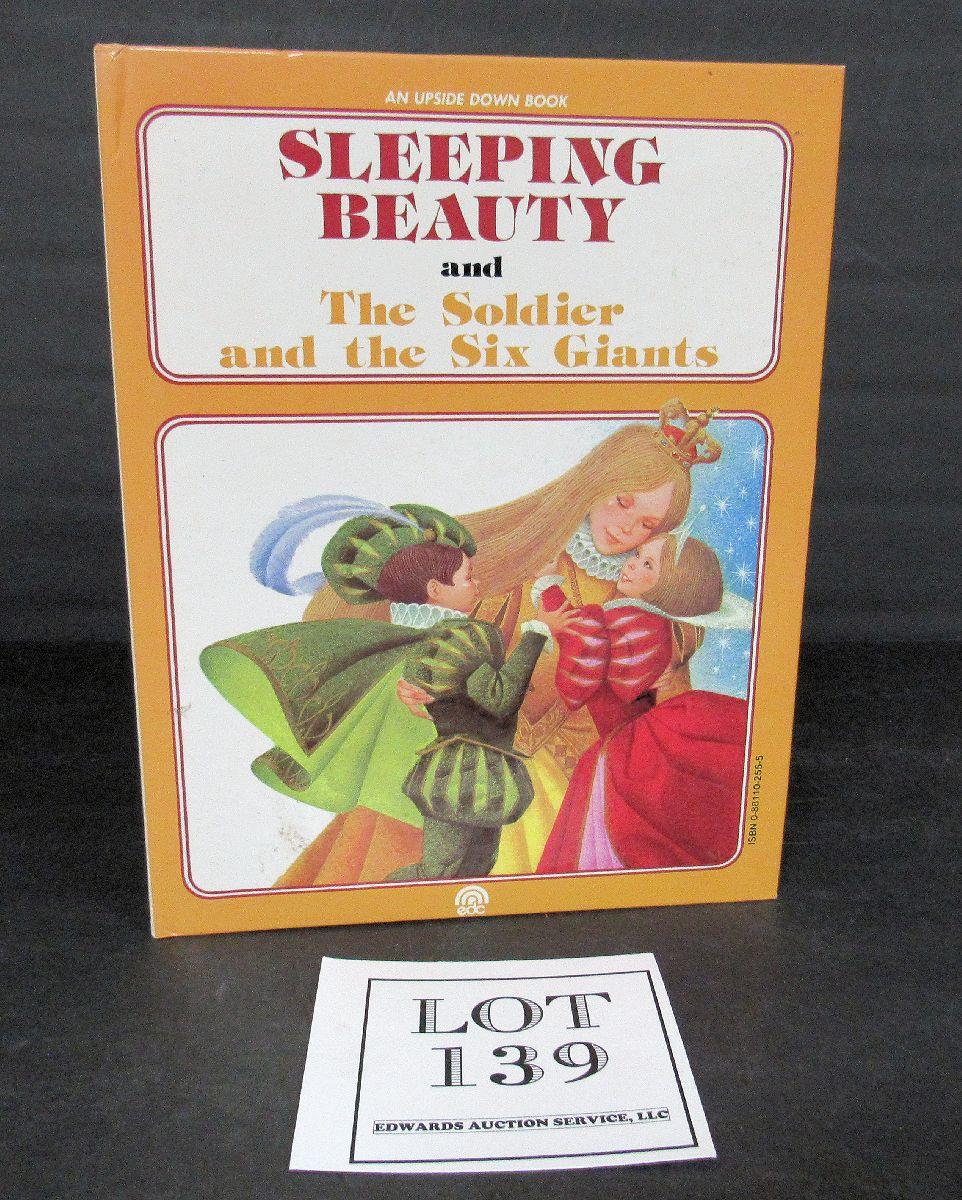 AN UPSIDE DOWN BOOK
SLEEPING
BEAUTY
and
The Soldier
and the Six Giants
ISBN 0-88110-255-5
edc
LOT
139
EDWARDS AUCTION SERVICE, LLC